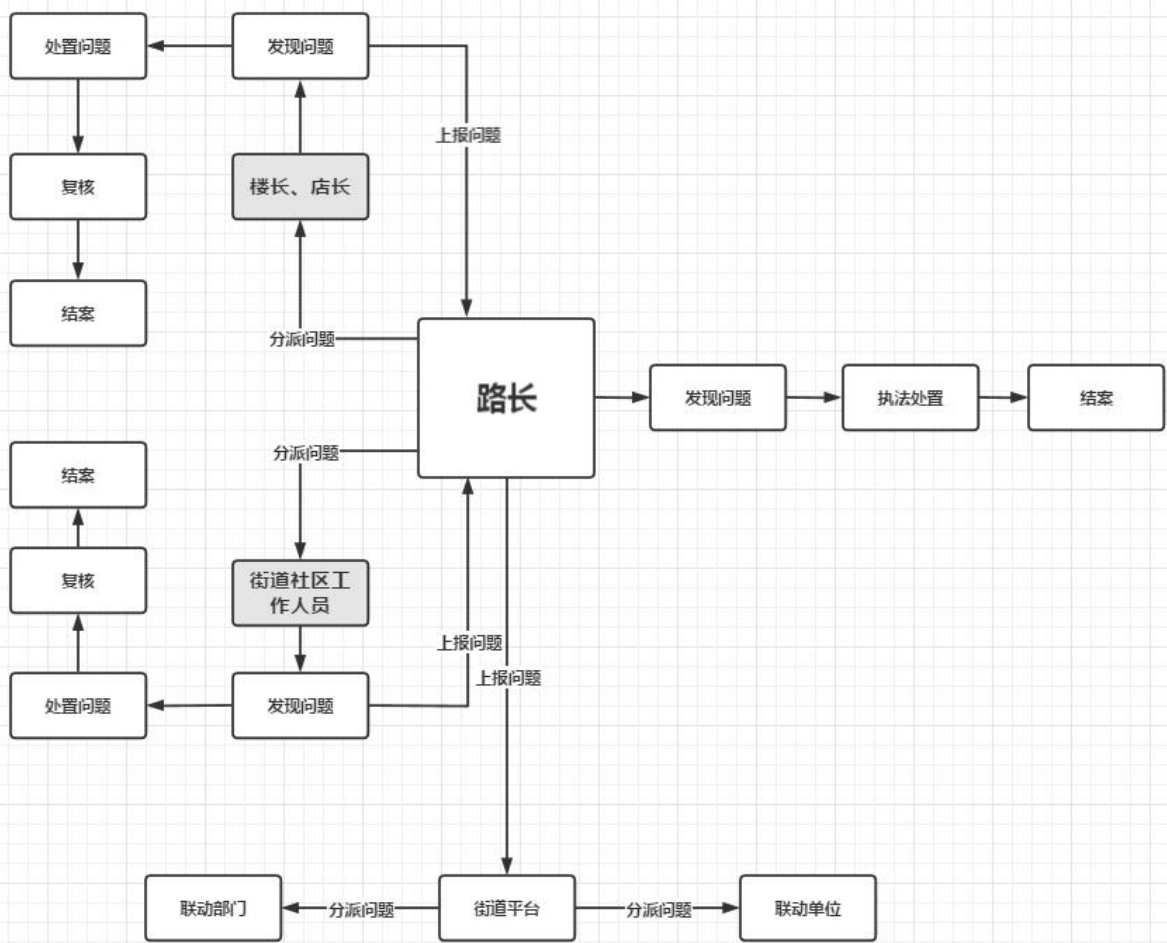 处置问题
发现问题
上报问题
复核
楼长、店长
结案
分派问题
路长
发现问题
执法处置
结案
分派问题
结案
复核
街道社区工
作人员
上报问题
上报问题
处置问题
发现问题
联动部门
分派问题
街道平台
分派问题
联动单位